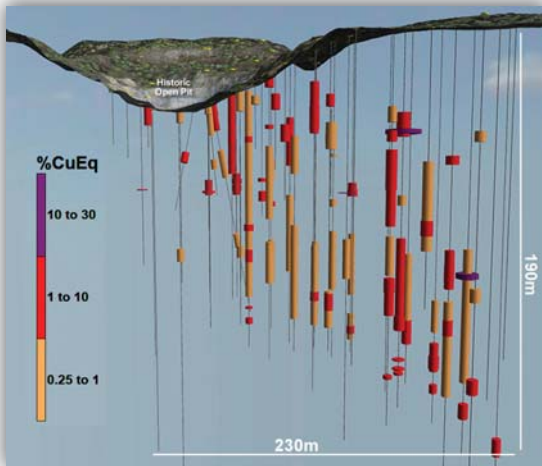 Historic
Open Pit
%CuEq
10 to 30
1 to 10
0.25 to 1
190m
230m